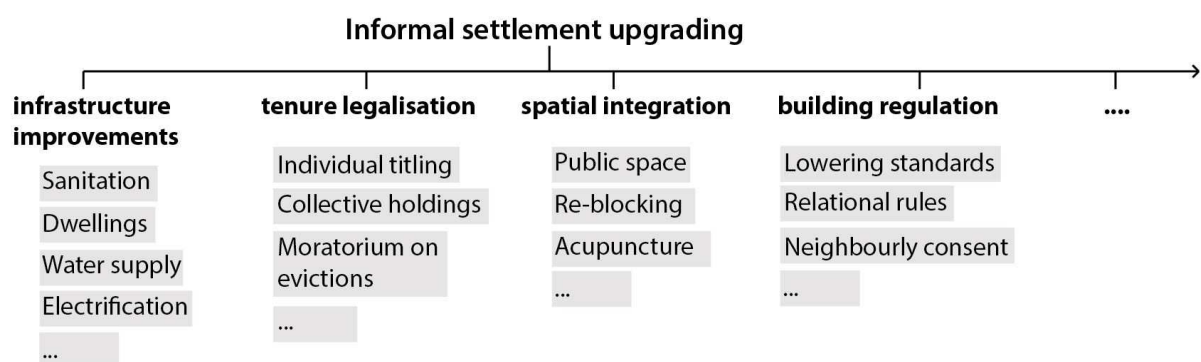 Informal settlement upgrading
infrastructure
improvements
Sanitation
Dwellings
Water supply
Electrification
...
tenure legalisation
Individual titling
Collective holdings
Moratorium on
evictions
...
spatial integration
Public space
Re-blocking
Acupuncture
...
building regulation
Lowering standards
Relational rules
Neighbourly consent
...
....